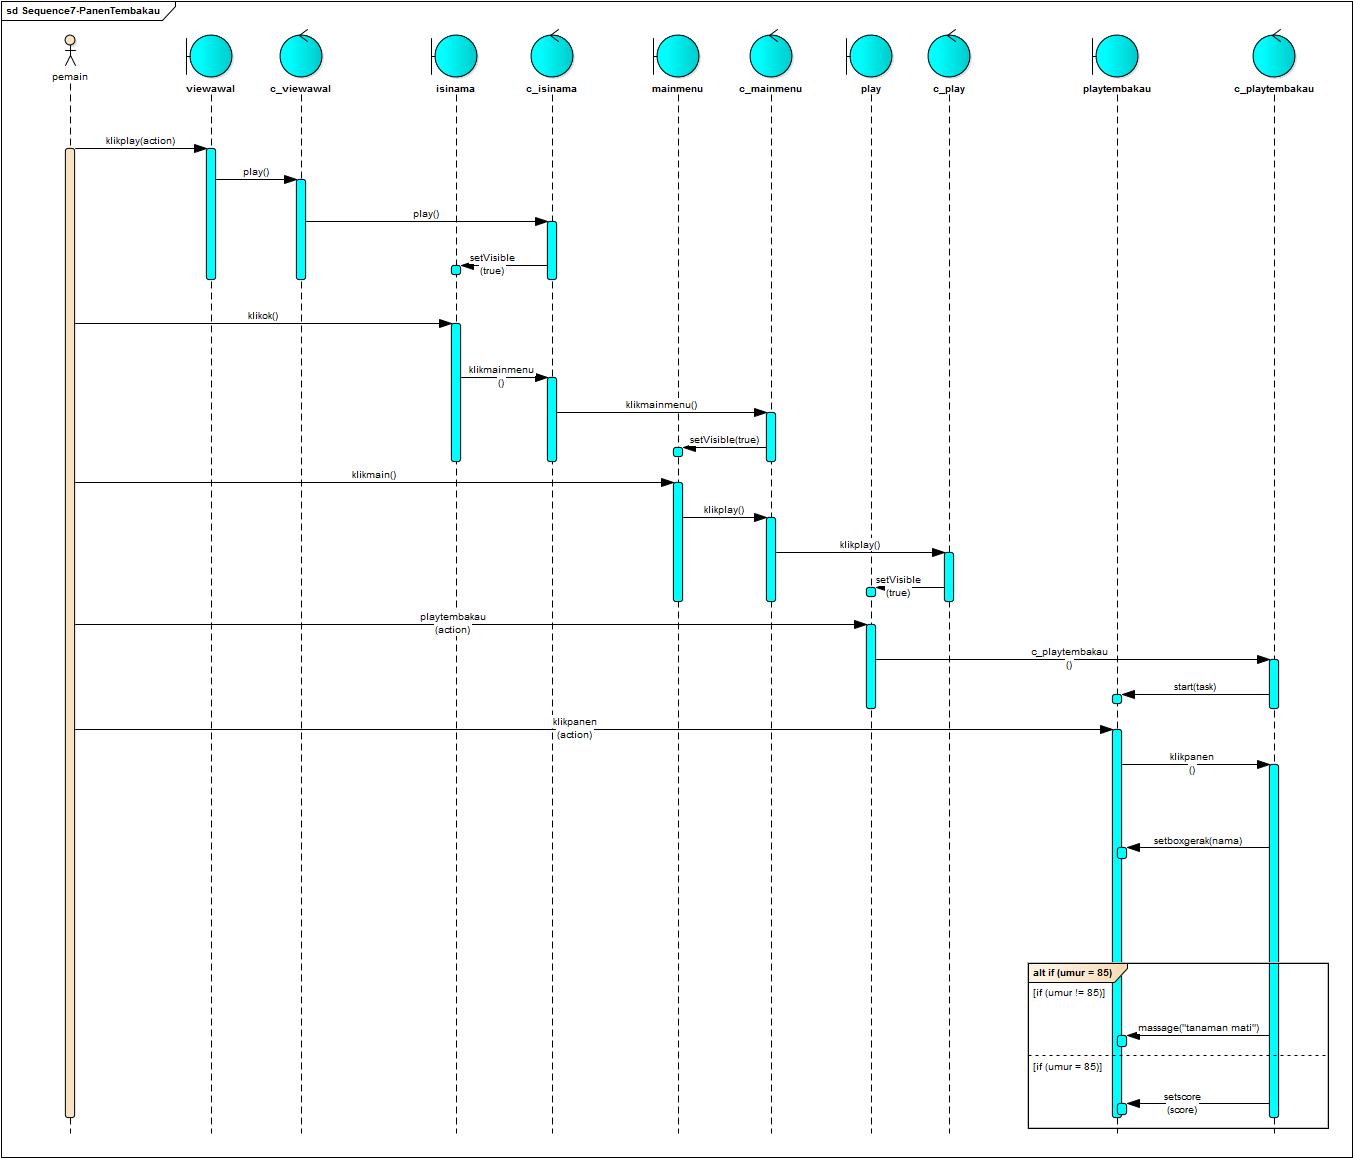 sd Sequence7-PanenTembakau
pemain
viewawal
c_viewawal
isinama
c_isinama
mainmenu
c_mainmenu
play
c_play
playtembakau
c_playtembakau
klikplay(action)
play()
play()
setVisible
(true)
klikok()
klikmainmenu
()
klikmainmenu()
setVisible(true)
klikmain()
klikplay()
klikplay()
setVisible
(true)
playtembakau
(action)
c_playtembakau
()
start(task)
klikpanen
(action)
klikpanen
()
setboxgerak(nama)
alt if (umur = 85)
[if (umur != 85)]
massage("tanaman mati")
[if (umur = 85)]
setscore
(score)